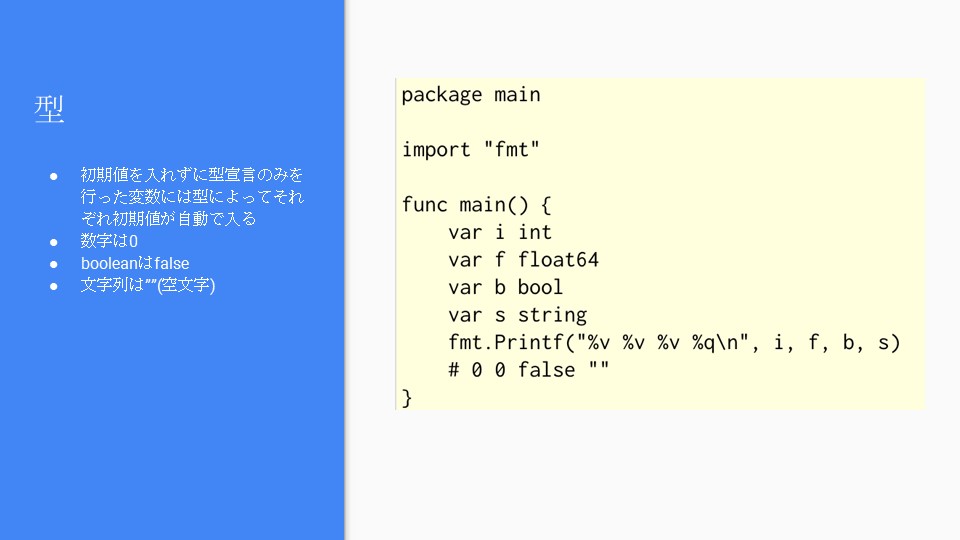 型
● 初期値を入れずに型宣言のみを
行った変数には型によってそれ
ぞれ初期値が自動で入る
● 数字は0
● booleanはfalse
● 文字列は""(空文字)
package main
import "fmt"
func main() {
    var i int
    var f float64
    var b bool
    var s string
    fmt.Printf("%v %v %v %q\n", i, f, b, s)
    # 0 0 false ""
}